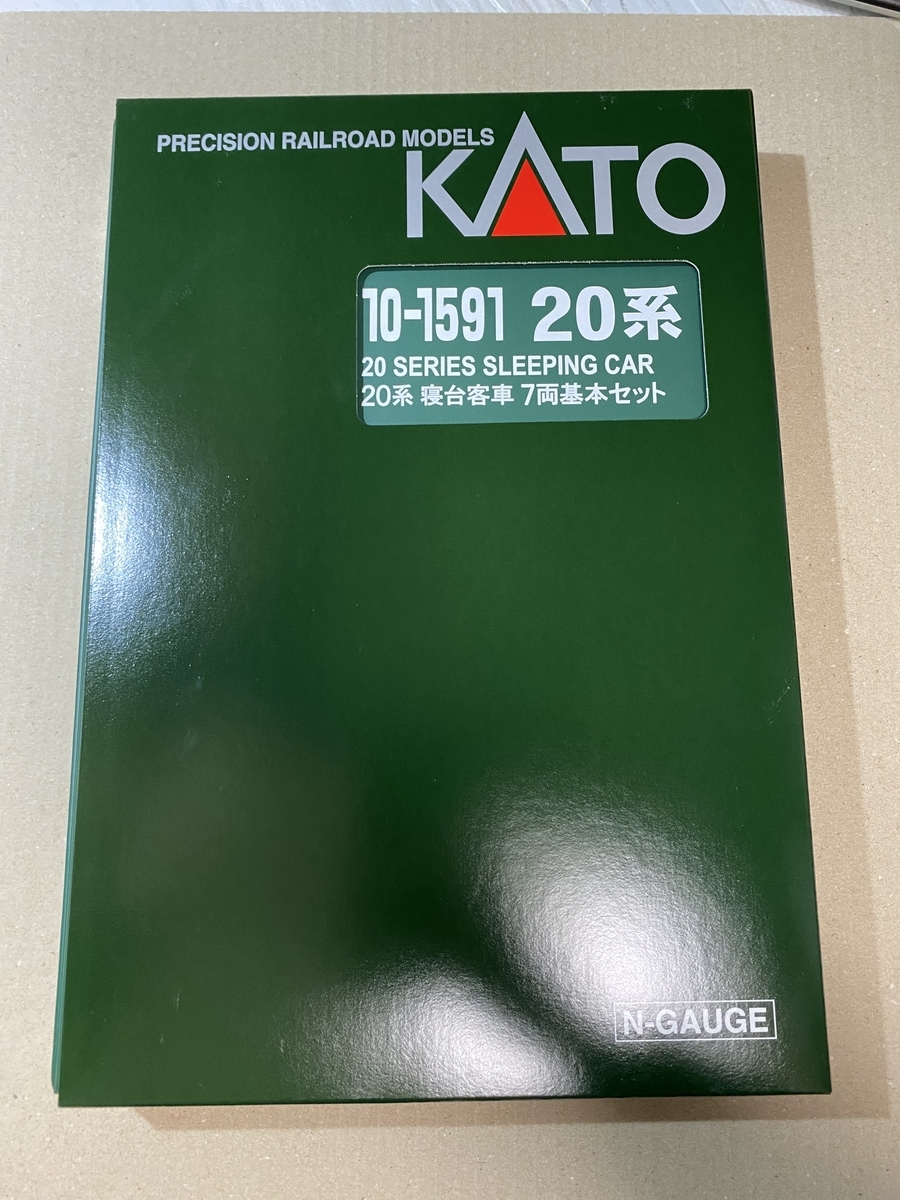 PRECISION RAILROAD MODELS
KATO
10-1591 20系
20 SERIES SLEEPING CAR
20系 寝台客車 7両基本セット
N-GAUGE